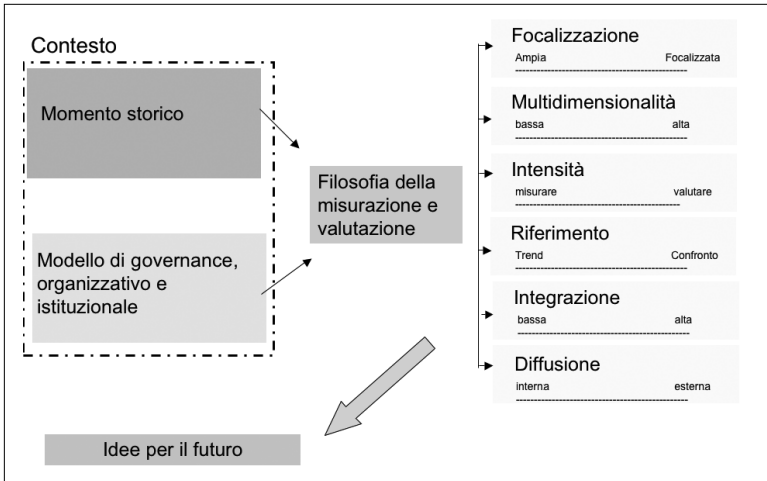 Contesto
Momento storico
Modello di governance,
organizzativo e
istituzionale
Filosofia della
misurazione e
valutazione
Focalizzazione
Ampia Focalizzata
Multidimensionalità
bassa alta
Intensità
misurare valutare
Riferimento
Trend Confronto
Integrazione
bassa alta
Diffusione
interna esterna
Idee per il futuro